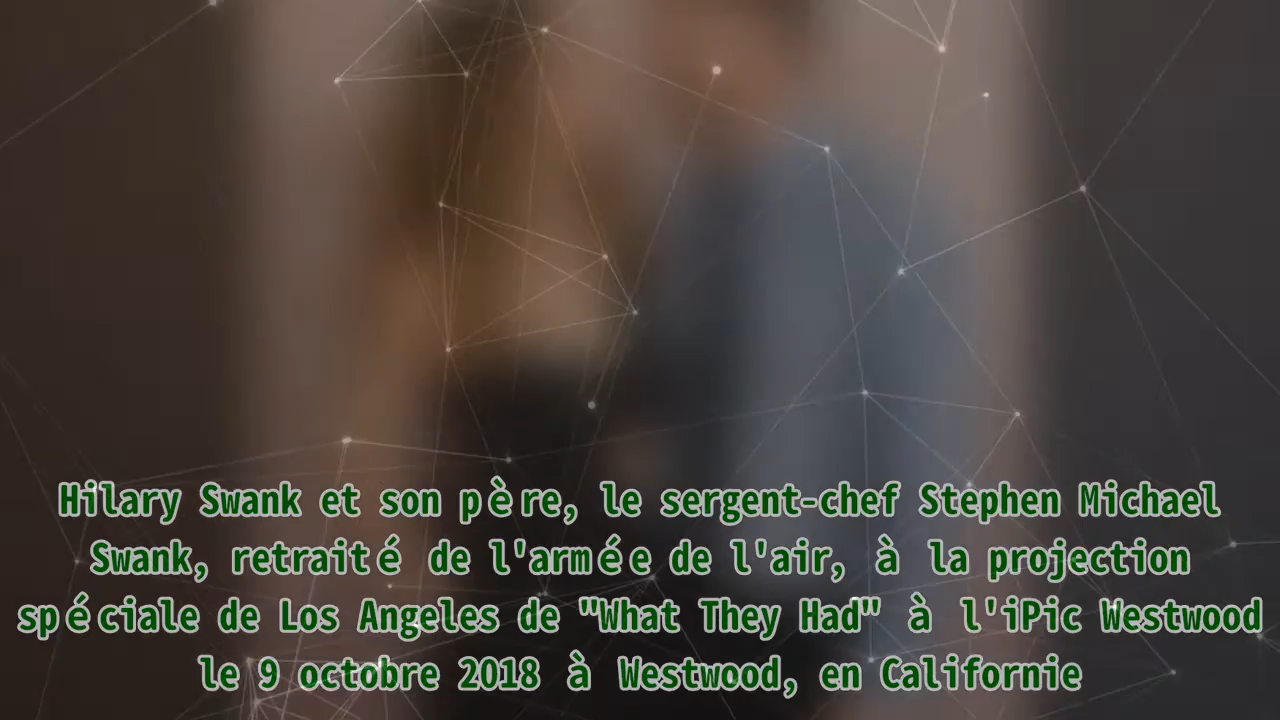 Hilary Swank et son père, le sergent-chef Stephen Michael
Swank, retraité de l'armée de l'air, à la projection
spéciale de Los Angeles de "What They Had" à l'iPic Westwood
le 9 octobre 2018 à Westwood, en Californie